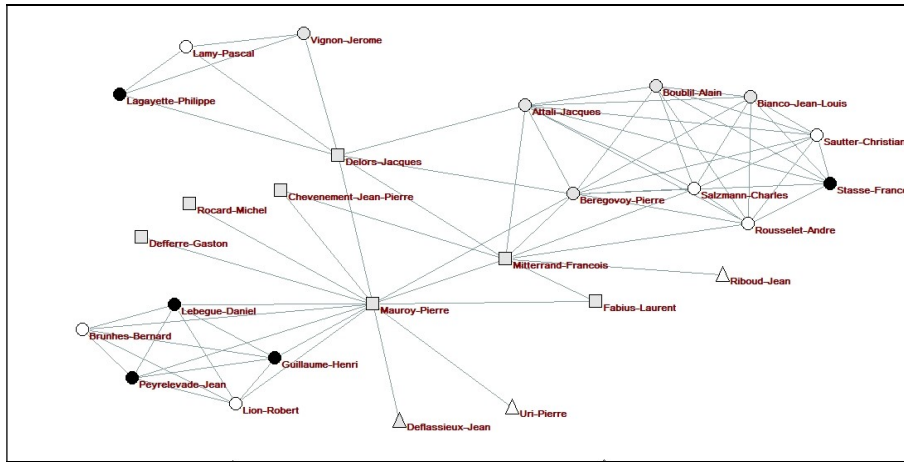 Vignon-Jerome
Lamy-Pascal
Lagayette-Philippe
Boublil-Alain
Bianco-Jean-Louis
Attali-Jacques
Sautter-Christian
Delors-Jacques
Stasse-France
Chevenement-Jean-Pierre
Beregovoy-Pierre
Salzmann-Charles
Rocard-Michel
Rousselet-Andre
Defferre-Gaston
Mitterrand-Francois
Riboud-Jean
Lebegue-Daniel
Mauroy-Pierre
Fabius-Laurent
Brunhes-Bernard
Guillaume-Henri
Peyrelevade-Jean
Lion-Robert
Uri-Pierre
Deflassieux-Jean